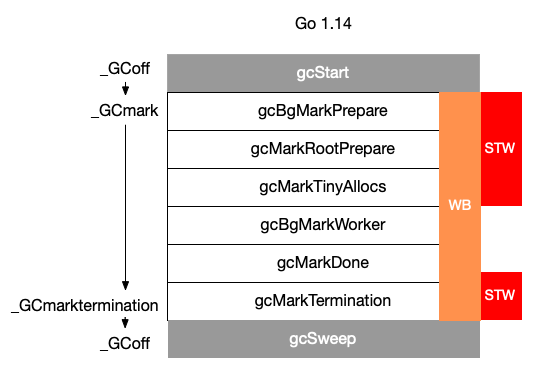 Go 1.14
_GCoff
gcStart
_GCmark
gcBgMarkPrepare
gcMarkRootPrepare
STW
gcMarkTinyAllocs
gcBgMarkWorker
WB
gcMarkDone
_GCmarktermination
gcMarkTermination
STW
_GCoff
gcSweep